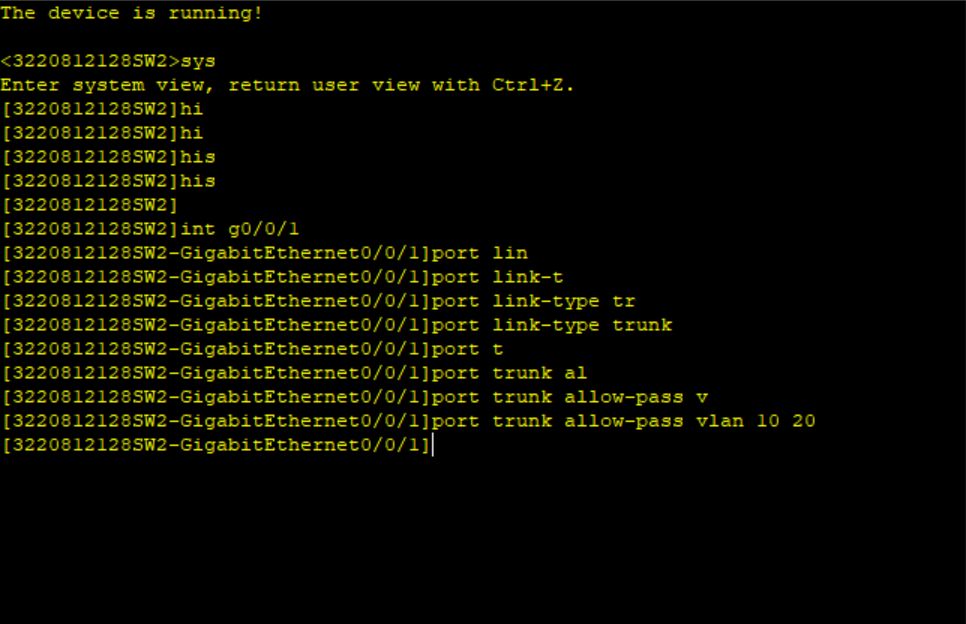 The device is running!
<3220812128SW2>sys
Enter system view, return user view with Ctrl+Z.
[3220812128SW2]hi
[3220812128SW2]hi
[3220812128SW2]his
[3220812128SW2]his
[3220812128SW2]
[3220812128SW2]int g0/0/1
[3220812128SW2-GigabitEthernet0/0/1]port lin
[3220812128SW2-GigabitEthernet0/0/1]port link-t
[3220812128SW2-GigabitEthernet0/0/1]port link-type tr
[3220812128SW2-GigabitEthernet0/0/1]port link-type trunk
[3220812128SW2-GigabitEthernet0/0/1]port t
[3220812128SW2-GigabitEthernet0/0/1]port trunk al
[3220812128SW2-GigabitEthernet0/0/1]port trunk allow-pass v
[3220812128SW2-GigabitEthernet0/0/1]port trunk allow-pass vlan 10 20
[3220812128SW2-GigabitEthernet0/0/1]